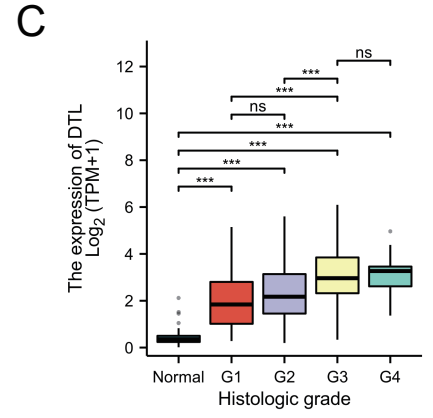 C
The expression of DTL
Log2 (TPM+1)
12
10
8
6
4
2
0
ns
***
***
ns
***
***
***
***
Normal G1 G2 G3 G4
Histologic grade